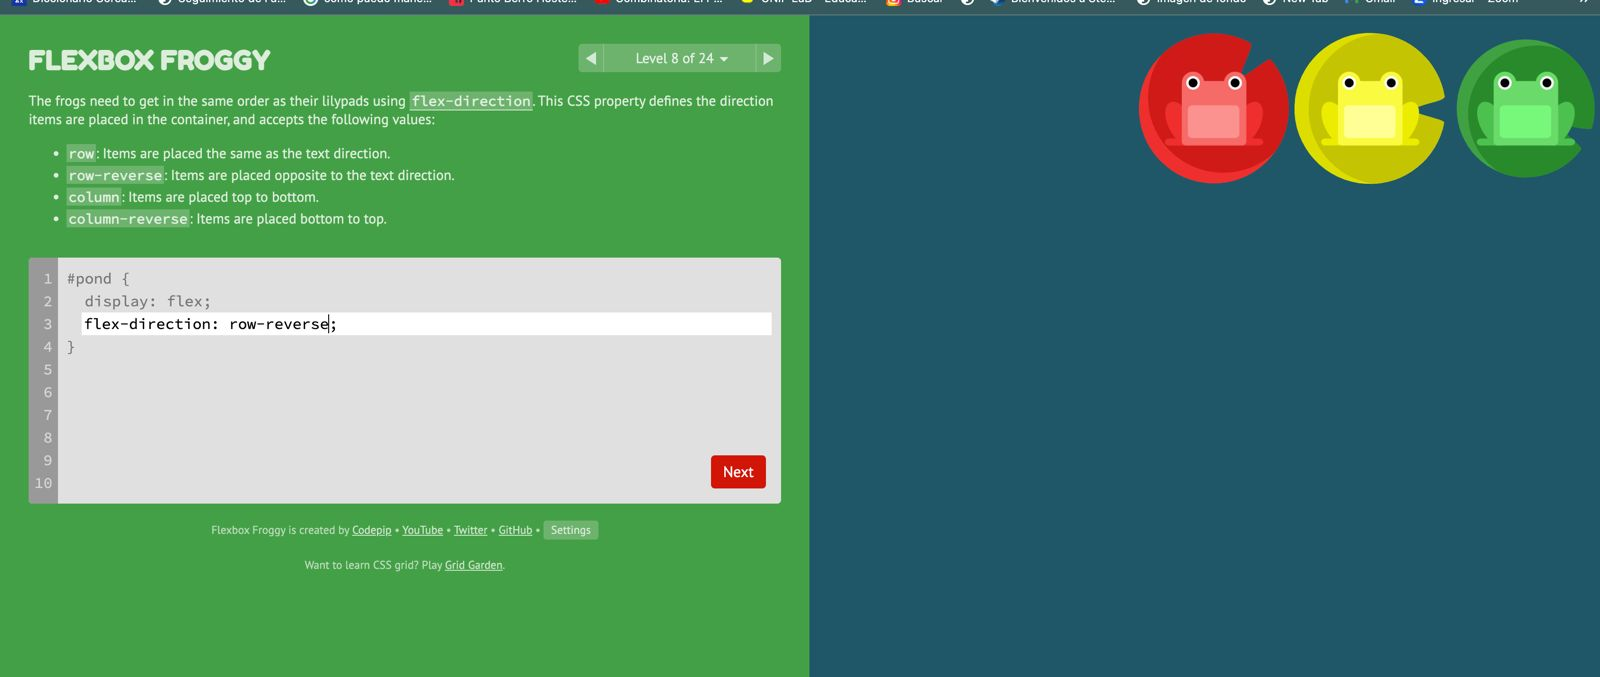 FLEXBOX FROGGY
Level 8 of 24
The frogs need to get in the same order as their lilypads using flex-direction. This CSS property defines the direction
items are placed in the container, and accepts the following values:
• row: Items are placed the same as the text direction.
• row-reverse: Items are placed opposite to the text direction.
• column: Items are placed top to bottom.
• column-reverse: Items are placed bottom to top.
1 #pond {
2 display: flex;
3 flex-direction: row-reverse;
4 }
5
6
7
8
9
10
Next
Flexbox Froggy is created by Codepip • YouTube • Twitter • GitHub • Settings
Want to learn CSS grid? Play Grid Garden.